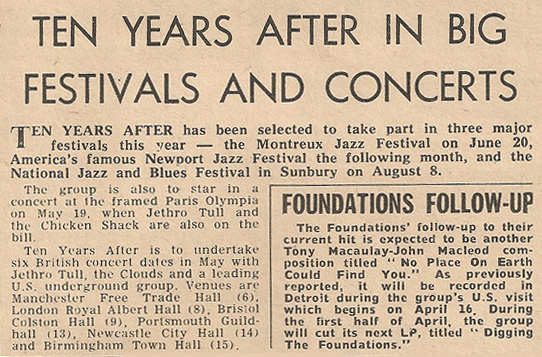 TEN YEARS AFTER IN BIG
FESTIVALS AND CONCERTS
TEN YEARS AFTER has been selected to take part in three major
festivals this year — the Montreux Jazz Festival on June 20,
America's famous Newport Jazz Festival the following month, and the
National Jazz and Blues Festival in Sunbury on August 8.
The group is also to star in a
concert at the framed Paris Olympia
on May 19, when Jethro Tull and
the Chicken Shack are also on the
bill.
Ten Years After is to undertake
six British concert dates in May with
Jethro Tull, the Clouds and a leading
U.S. underground group. Venues are
Manchester Free Trade Hall (6),
London Royal Albert Hall (8), Bristol
Colston Hall (9), Portsmouth Guild-
hall (13), Newcastle City Hall (14)
and Birmingham Town Hall (15).
FOUNDATIONS FOLLOW-UP
The Foundations' follow-up to their
current hit is expected to be another
Tony Macaulay-John Macleod com-
position titled "No Place On Earth
Could Find You." As previously
reported, it will be recorded in
Detroit during the group's U.S. visit
which begins on April 16. During
the first half of April, the group
will cut its next LP, titled "Digging
The Foundations."